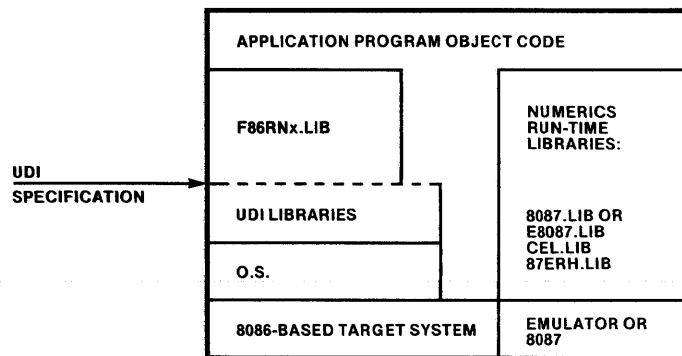 APPLICATION PROGRAM OBJECT CODE
F86RNx.LIB
NUMERICS
RUN-TIME
LIBRARIES:
UDI
SPECIFICATION
UDI LIBRARIES
8087.LIB OR
E8087.LIB
CEL.LIB
87ERH.LIB
O.S.
8086-BASED TARGET SYSTEM
EMULATOR OR
8087